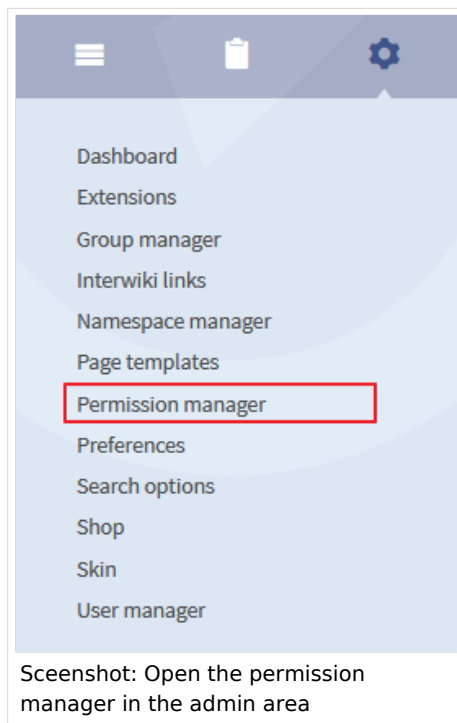 Dashboard
Extensions
Group manager
Interwiki links
Namespace manager
Page templates
Permission manager
Preferences
Search options
Shop
Skin
User manager
Sceenshot: Open the permission
manager in the admin area